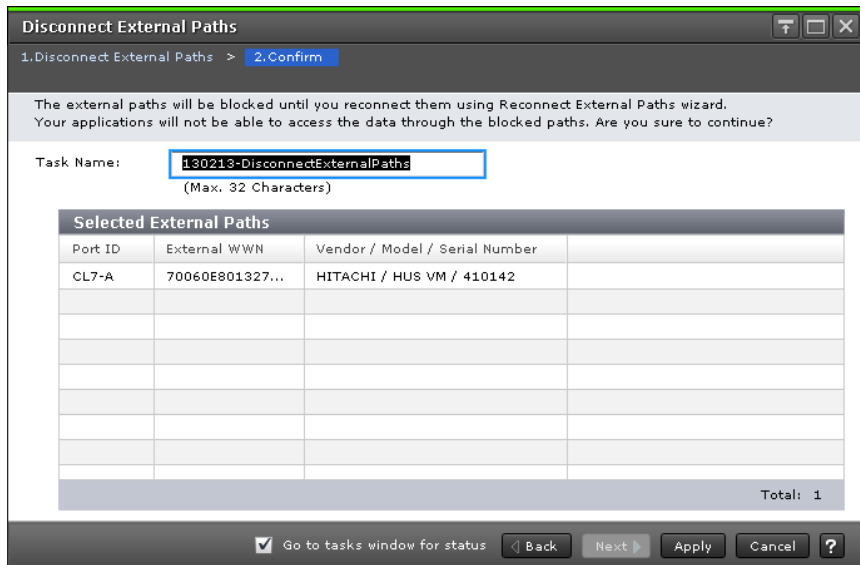 Disconnect External Paths
1.Disconnect External Paths > 2.Confirm
The external paths will be blocked until you reconnect them using Reconnect External Paths wizard.
Your applications will not be able to access the data through the blocked paths. Are you sure to continue?
Task Name: 130213-DisconnectExternalPaths
(Max. 32 Characters)
Selected External Paths
Port ID External WWN Vendor / Model / Serial Number
CL7-A 70060E801327... HITACHI / HUS VM / 410142
Total: 1
Go to tasks window for status Back Next Apply Cancel ?